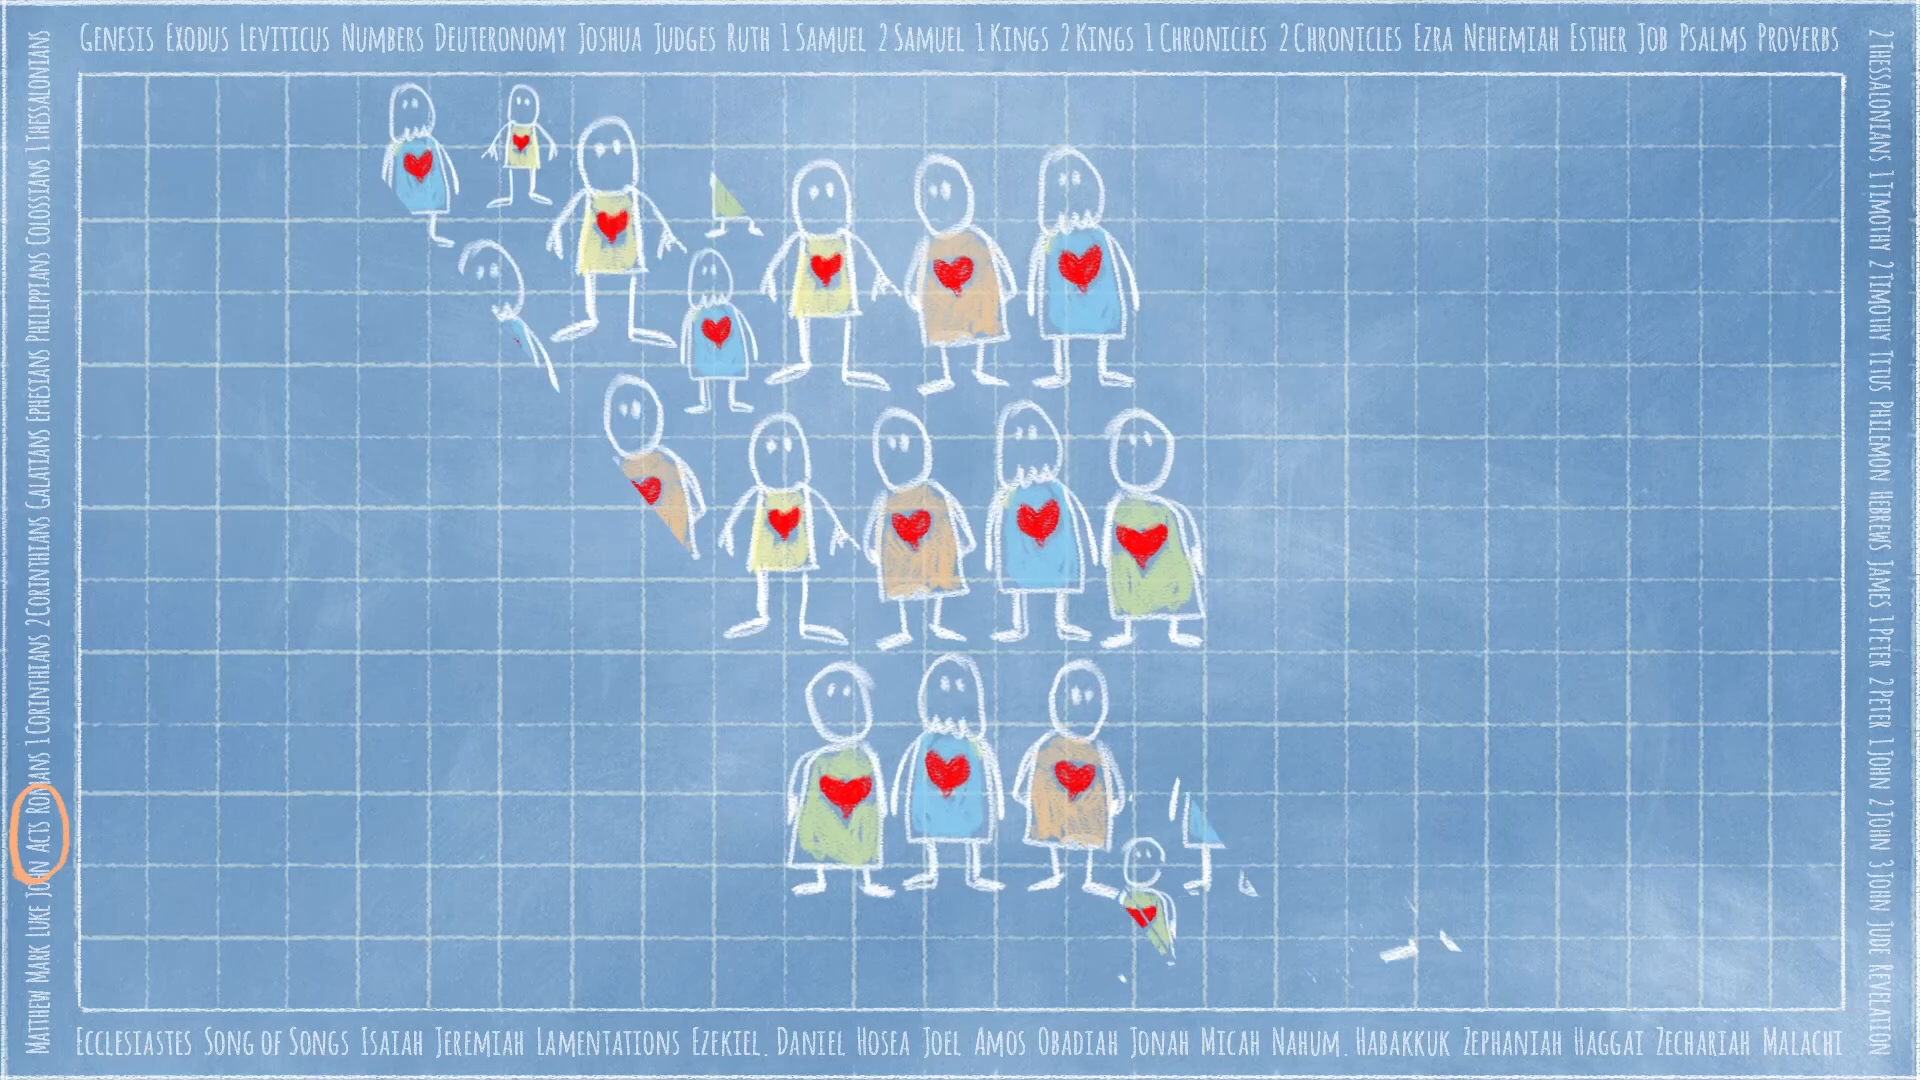 GENESIS EXODUS LEVITICUS NUMBERS DEUTERONOMY JOSHUA JUDGES RUTH 1 SAMUEL 2 SAMUEL 1 KINGS 2 KINGS 1 CHRONICLES 2 CHRONICLES EZRA NEHEMIAH ESTHER JOB PSALMS PROVERBS
ECCLESIASTES SONG OF SONGS ISAIAH JEREMIAH LAMENTATIONS EZEKIEL. DANIEL HOSEA JOEL AMOS OBADIAH JONAH MICAH NAHUM. HABAKKUK ZEPHANIAH HAGGAI ZECHARIAH MALACHI
MATTHEW MARK LUKE JOHN ACTS ROMANS 1 CORINTHIANS 2 CORINTHIANS GALATIANS EPHESIANS PHILIPPIANS COLOSSIANS 1 THESSALONIANS
2 THESSALONIANS 1 TIMOTHY 2 TIMOTHY TITUS PHILEMON HEBREWS JAMES 1 PETER 2 PETER 1 JOHN 2 JOHN 3 JOHN JUDE REVELATION